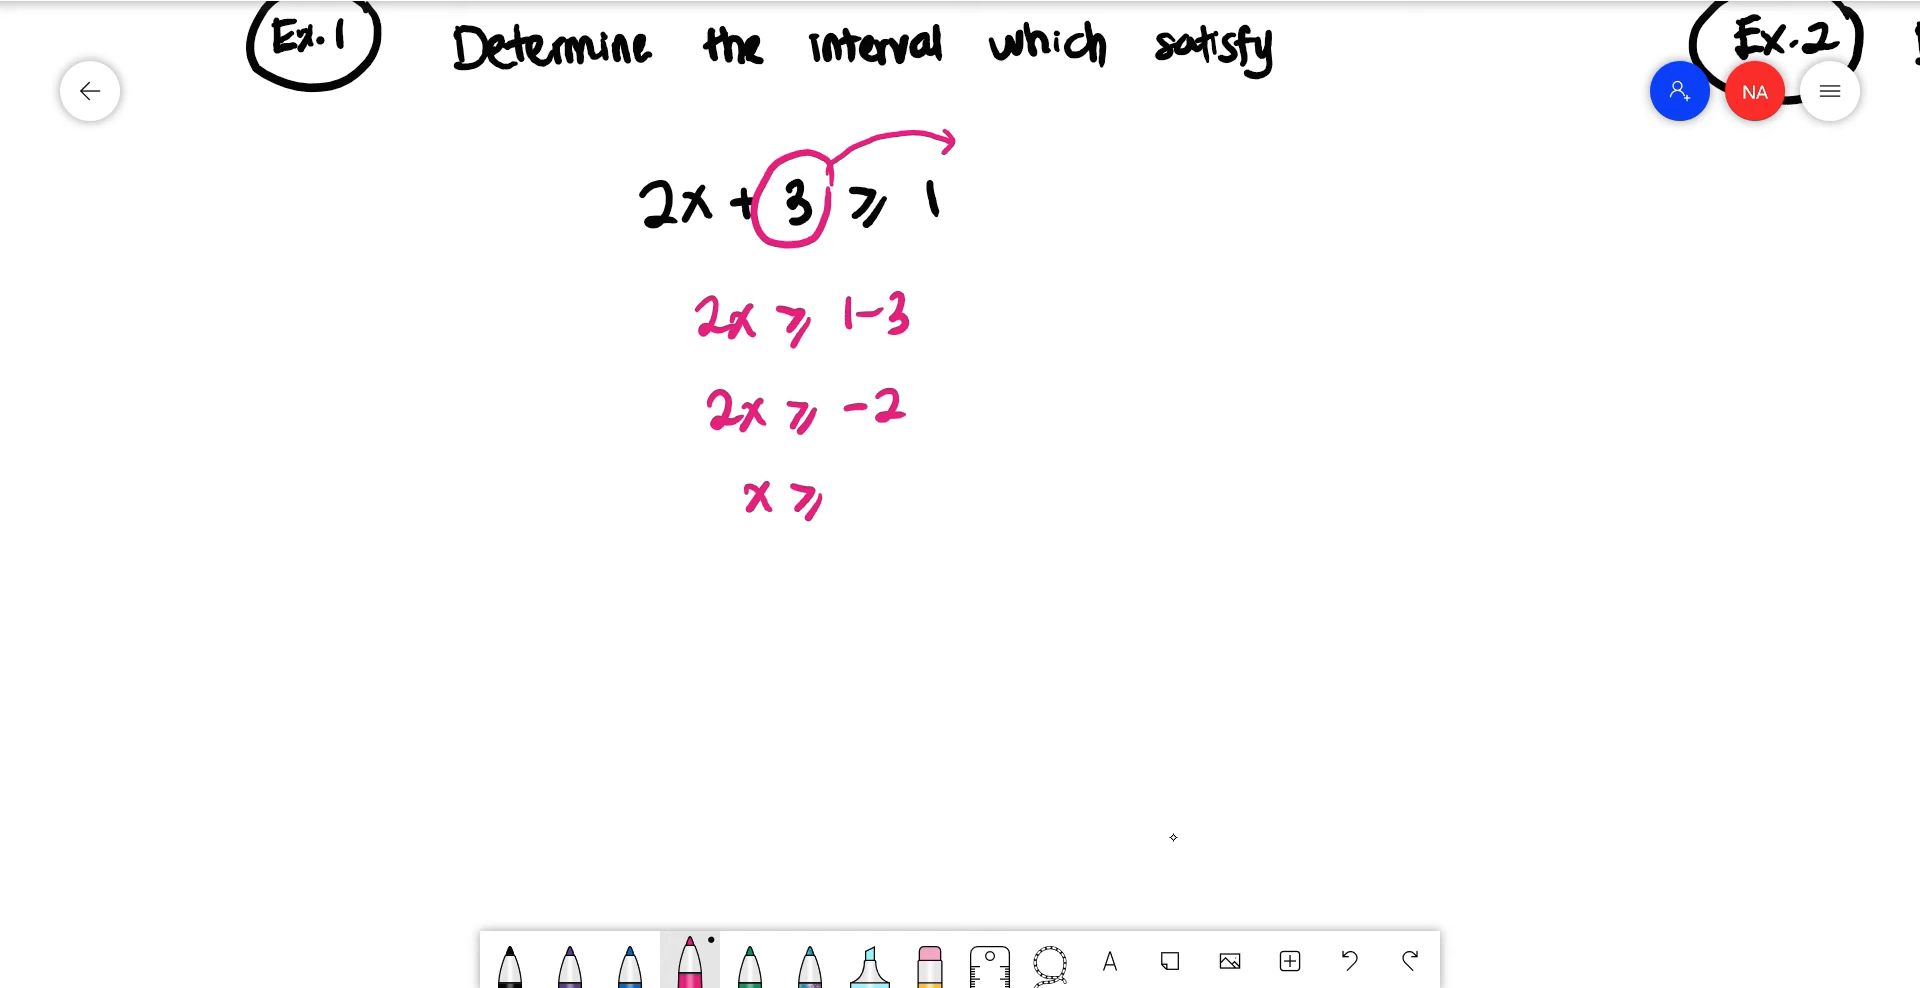 Ex.1 Determine the interval which satisfy Ex.2
NA
2x + 3 ⩾ 1
2x ⩾ 1-3
2x ⩾ -2
x ⩾